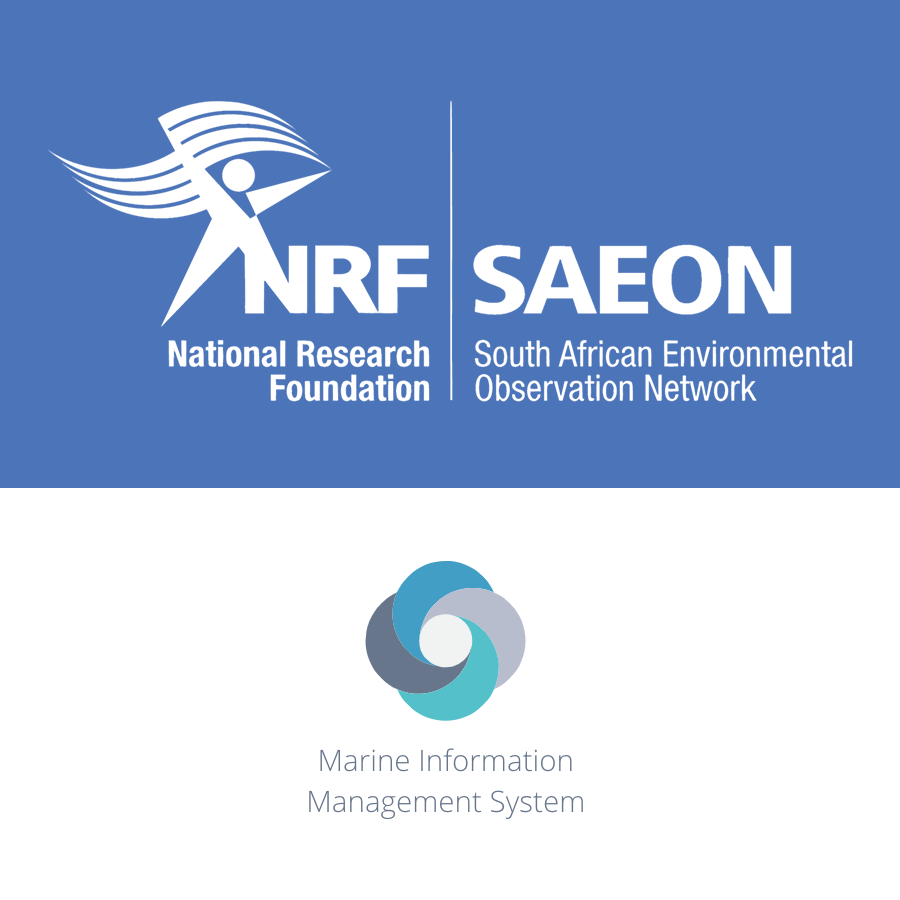 NRF
National Research
Foundation
SAEON
South African Environmental
Observation Network
Marine Information
Management System